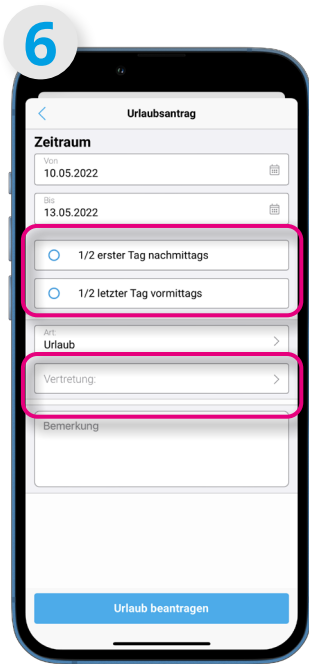 6
Urlaubsantrag
Zeitraum
Von
10.05.2022
Bis
13.05.2022
1/2 erster Tag nachmittags
1/2 letzter Tag vormittags
Art:
Urlaub
Vertretung:
Bemerkung
Urlaub beantragen